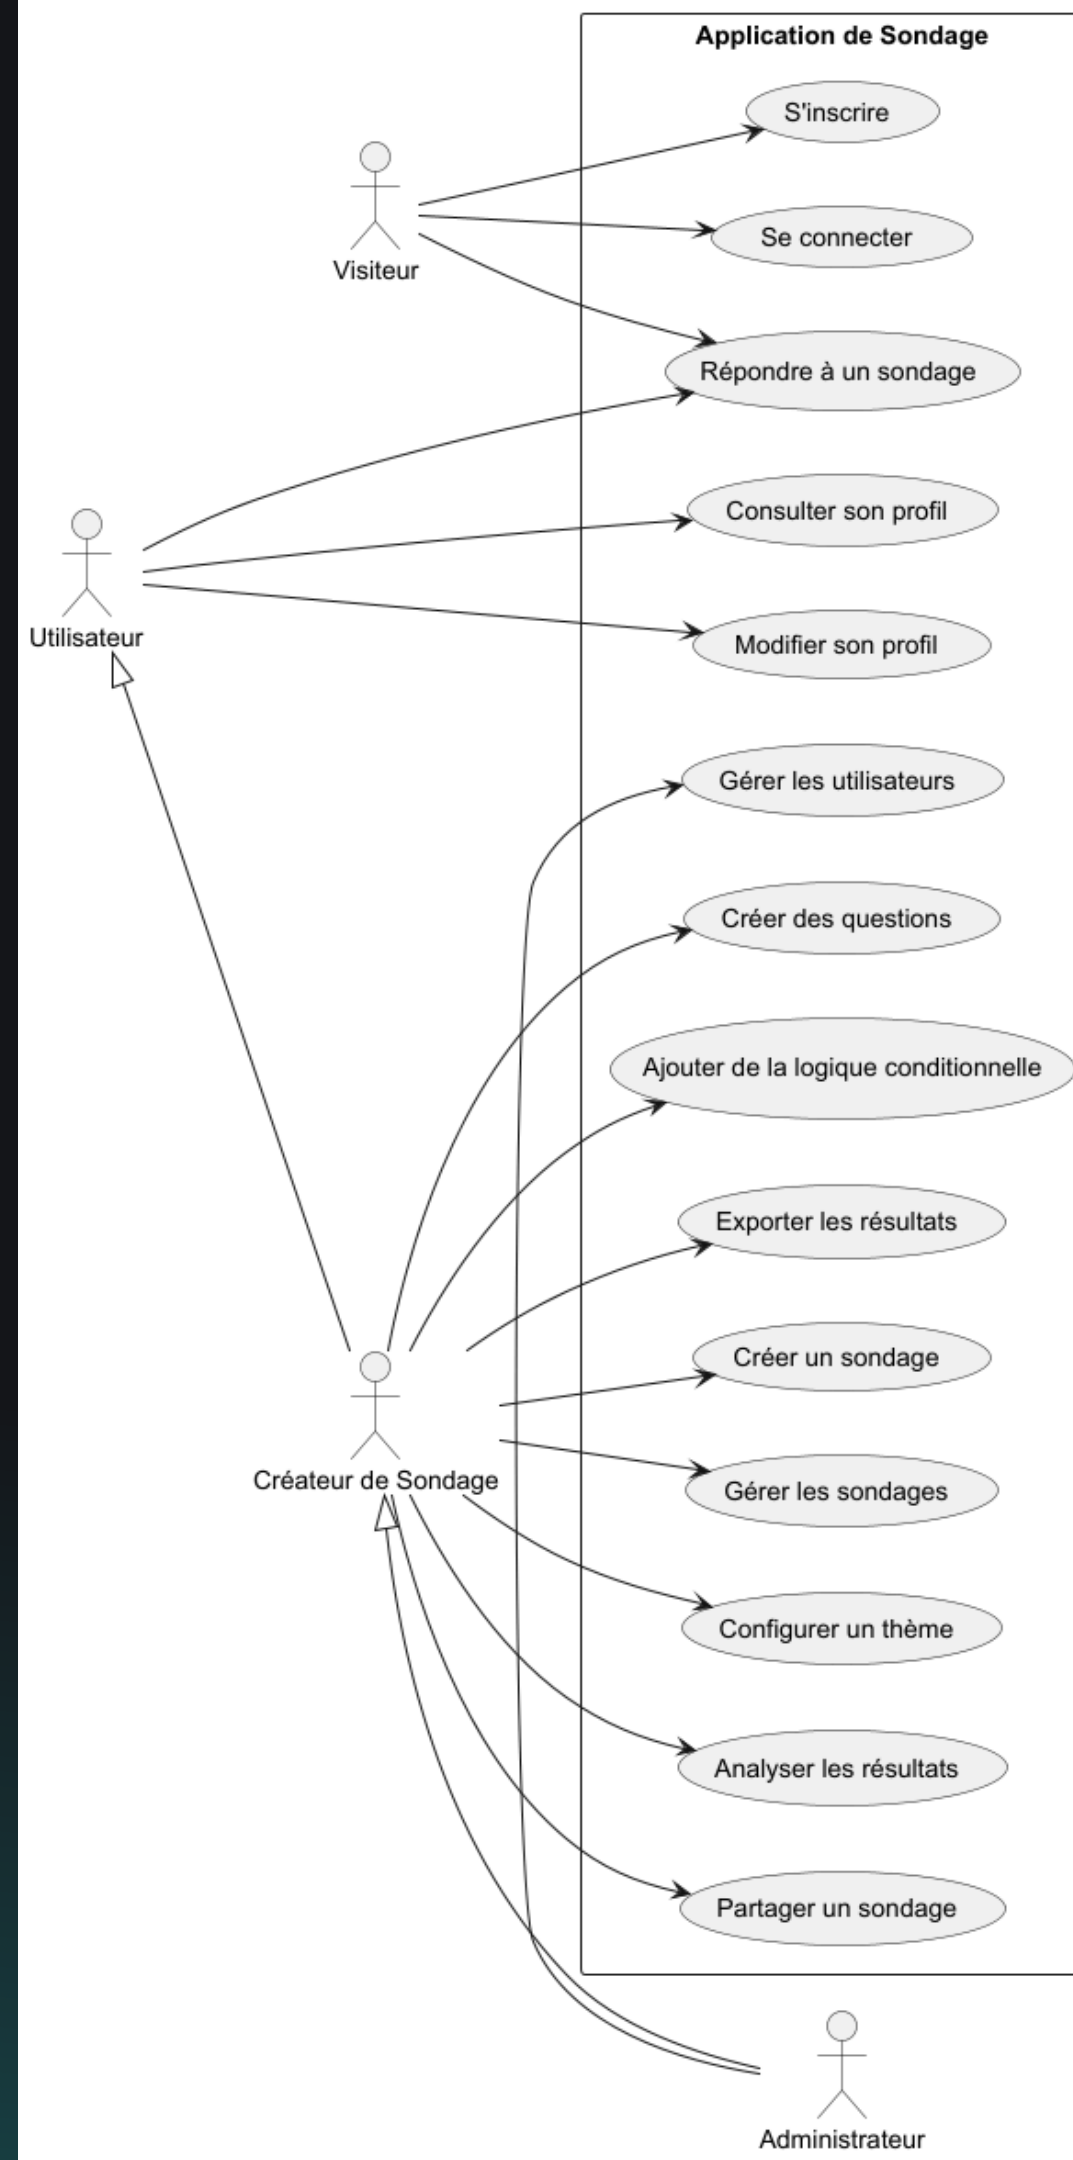 Application de Sondage
S'inscrire
Se connecter
Visiteur
Répondre à un sondage
Consulter son profil
Utilisateur
Modifier son profil
Gérer les utilisateurs
Créer des questions
Ajouter de la logique conditionnelle
Exporter les résultats
Créer un sondage
Créateur de Sondage
Gérer les sondages
Configurer un thème
Analyser les résultats
Partager un sondage
Administrateur